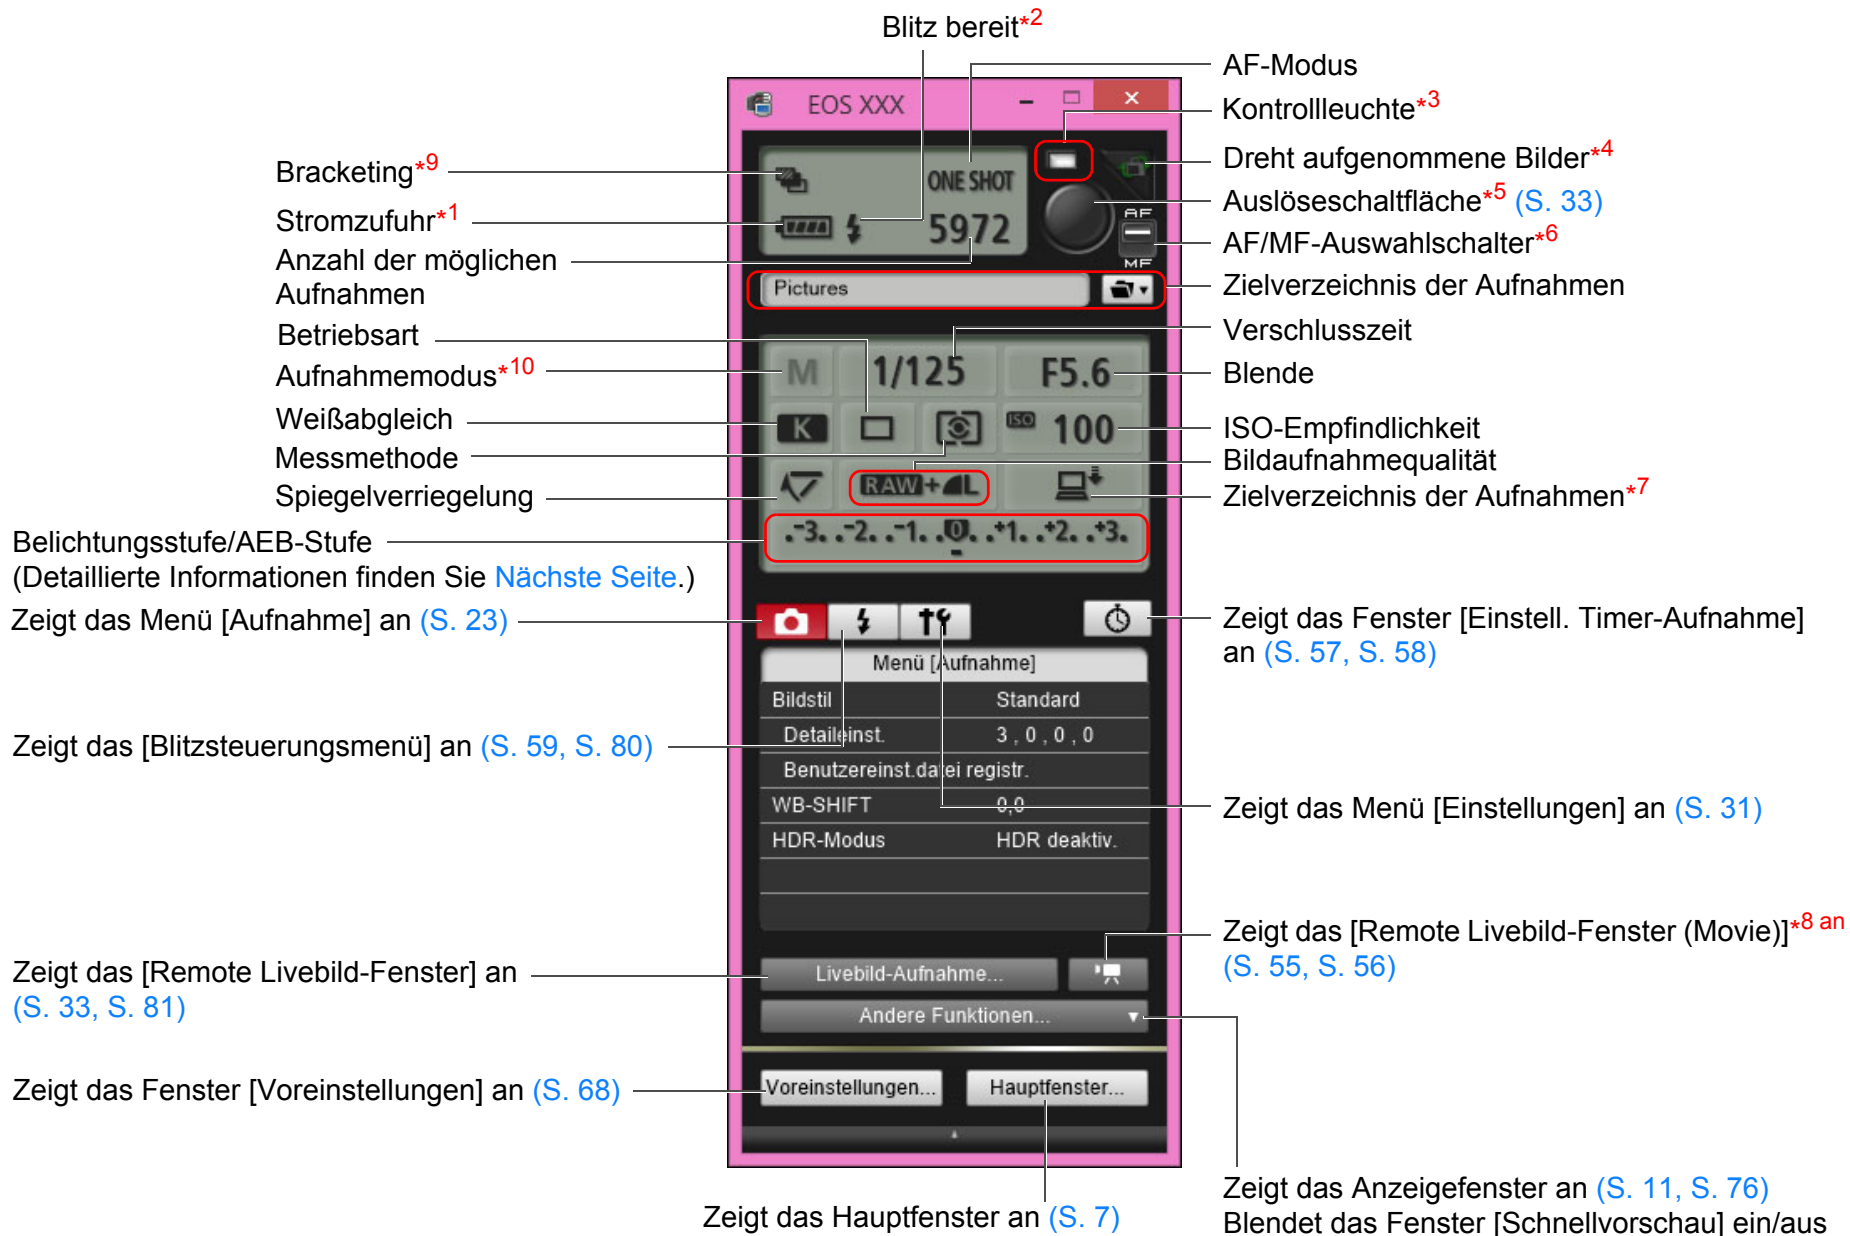 Blitz bereit*2
AF-Modus
EOS XXX
Kontrollleuchte*3
Bracketing*9
ONE SHOT
Dreht aufgenommene Bilder*4
Stromzufuhr*1
5972
Auslöseschaltfläche*5 (S. 33)
AF
AF/MF-Auswahlschalter*6
MF
Anzahl der möglichen
Aufnahmen
Pictures
Zielverzeichnis der Aufnahmen
Betriebsart
Verschlusszeit
Aufnahmemodus*10
M 1/125 F5.6
Blende
Weißabgleich
K ISO 100
ISO-Empfindlichkeit
Messmethode
Bildaufnahmequalität
Spiegelverriegelung
RAW+L
Zielverzeichnis der Aufnahmen*7
Belichtungsstufe/AEB-Stufe
.-3. .-2. .-1. .0. .+1. .+2. .+3.
(Detaillierte Informationen finden Sie Nächste Seite.)
Zeigt das Menü [Aufnahme] an (S. 23)
Zeigt das Fenster [Einstell. Timer-Aufnahme]
an (S. 57, S. 58)
Menü [Aufnahme]
Bildstil Standard
Detaileinst. 3 , 0 , 0 , 0
Zeigt das [Blitzsteuerungsmenü] an (S. 59, S. 80)
Benutzereinst.datei registr.
WB-SHIFT 0,0
Zeigt das Menü [Einstellungen] an (S. 31)
HDR-Modus HDR deaktiv.
Zeigt das [Remote Livebild-Fenster (Movie)]*8 an
(S. 55, S. 56)
Zeigt das [Remote Livebild-Fenster] an
(S. 33, S. 81)
Livebild-Aufnahme...
Andere Funktionen...
Zeigt das Fenster [Voreinstellungen] an (S. 68)
Voreinstellungen... Hauptfenster...
Zeigt das Hauptfenster an (S. 7)
Zeigt das Anzeigefenster an (S. 11, S. 76)
Blendet das Fenster [Schnellvorschau] ein/aus